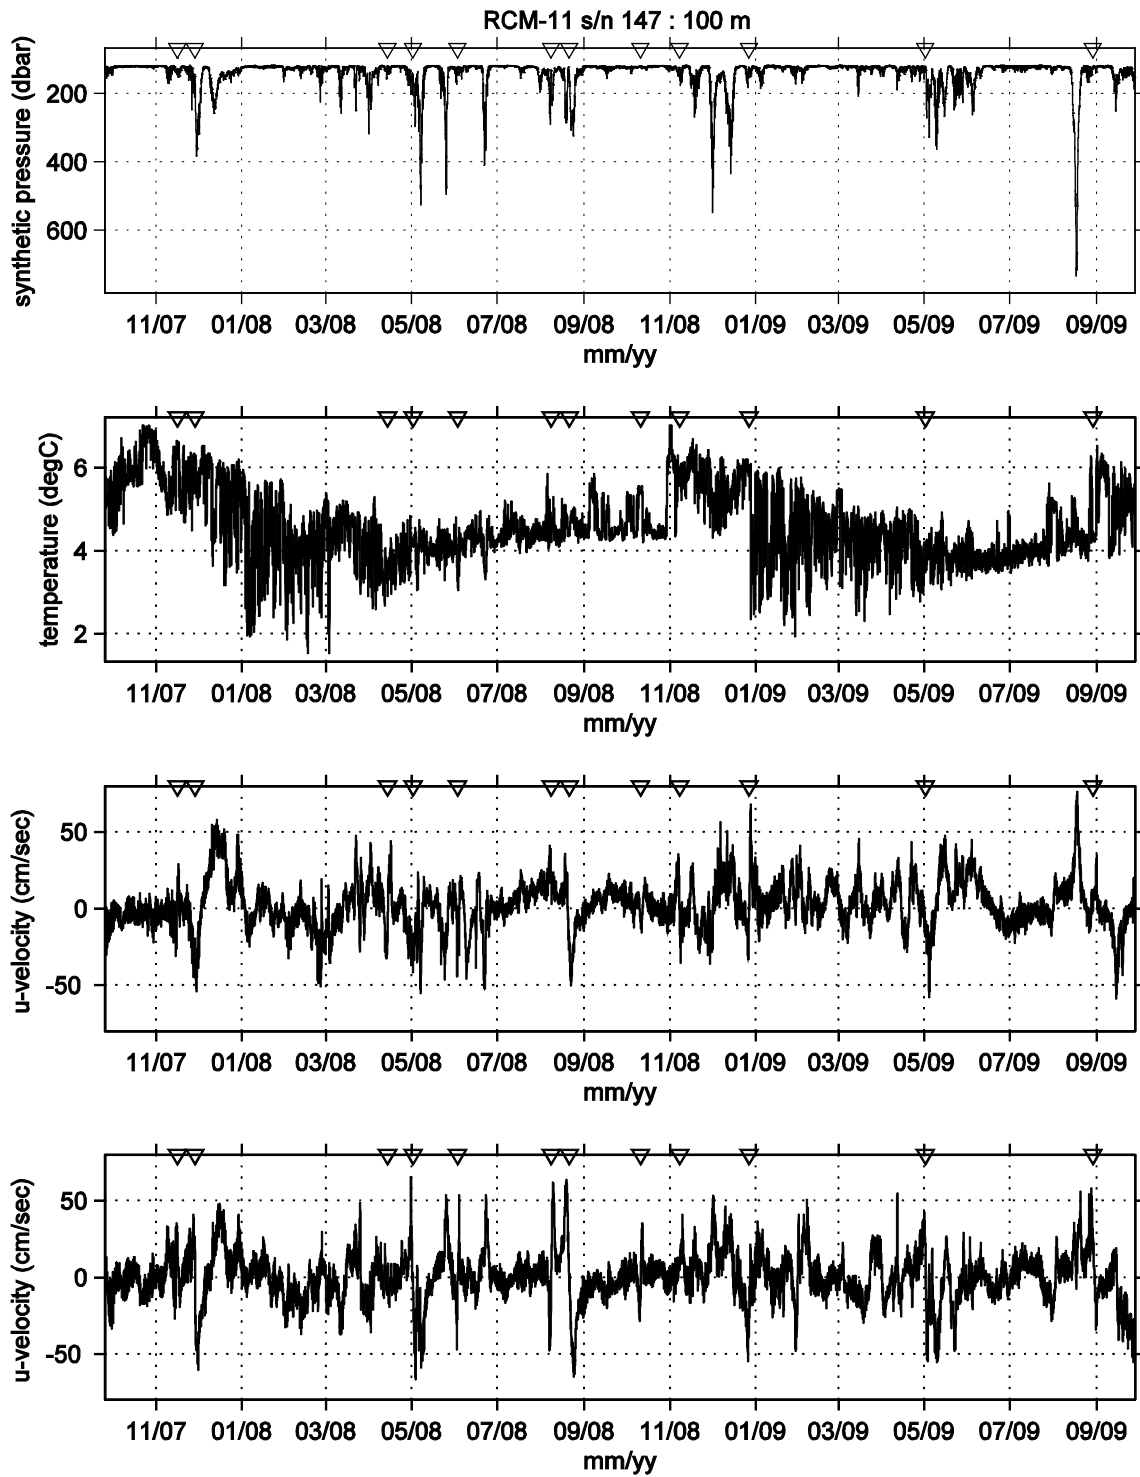 RCM-11 s/n 147 : 100 m
synthetic pressure (dbar)
200
400
600
11/07 01/08 03/08 05/08 07/08 09/08 11/08 01/09 03/09 05/09 07/09 09/09
mm/yy
temperature (degC)
6
4
2
11/07 01/08 03/08 05/08 07/08 09/08 11/08 01/09 03/09 05/09 07/09 09/09
mm/yy
u-velocity (cm/sec)
50
0
-50
11/07 01/08 03/08 05/08 07/08 09/08 11/08 01/09 03/09 05/09 07/09 09/09
mm/yy
u-velocity (cm/sec)
50
0
-50
11/07 01/08 03/08 05/08 07/08 09/08 11/08 01/09 03/09 05/09 07/09 09/09
mm/yy